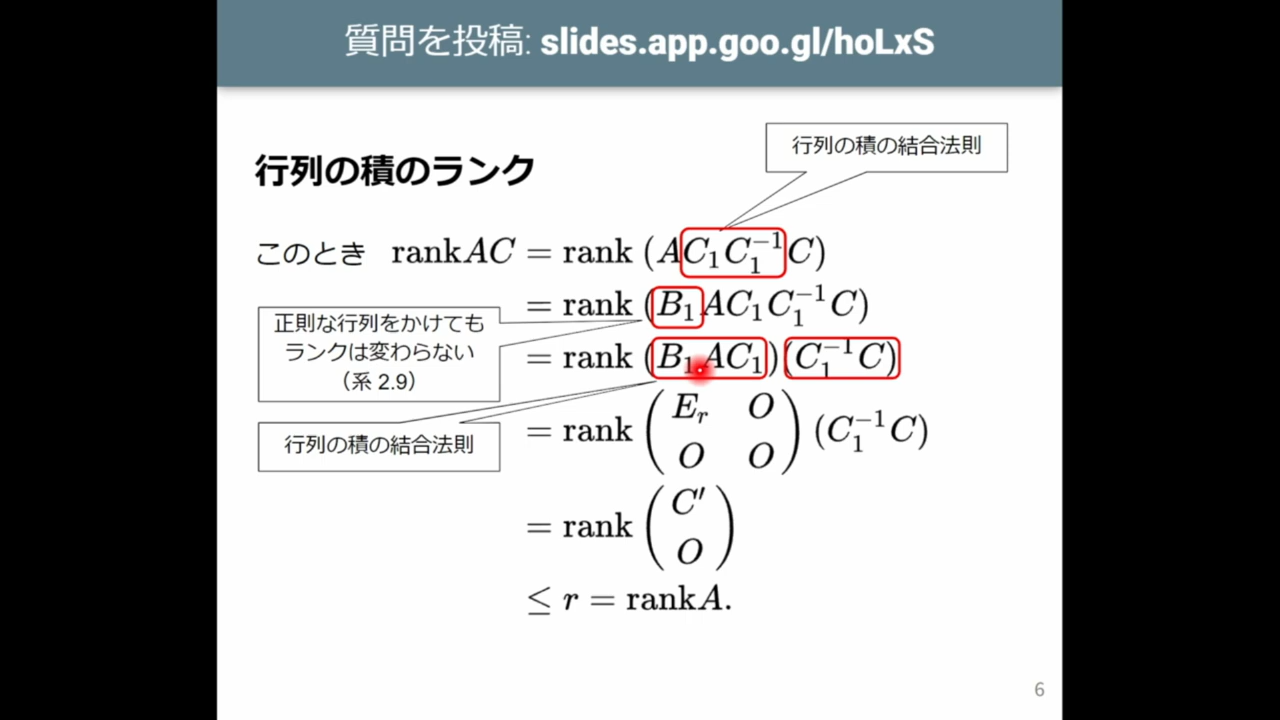 質問を投稿: slides.app.goo.gl/hoLxS
行列の積の結合法則
行列の積のランク
このとき rankAC = rank (AC₁C₁⁻¹C)
= rank (B₁AC₁C₁⁻¹C)
正則な行列をかけても
ランクは変わらない
（系 2.9）
= rank (B₁AC₁)(C₁⁻¹C)
行列の積の結合法則
= rank ( Eᵣ O
O O ) (C₁⁻¹C)
= rank ( C′
O )
≤ r = rankA.
6